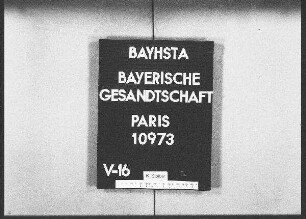 BAYHSTA
BAYERISCHE
GESANDTSCHAFT
PARIS
10973
V-16